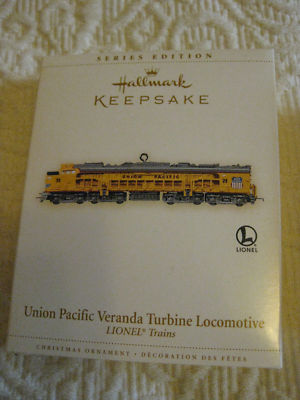 SERIES EDITION
Hallmark
KEEPSAKE
UNION PACIFIC
L
LIONEL
Union Pacific Veranda Turbine Locomotive
LIONEL® Trains
CHRISTMAS ORNAMENT • DÉCORATION DES FÊTES